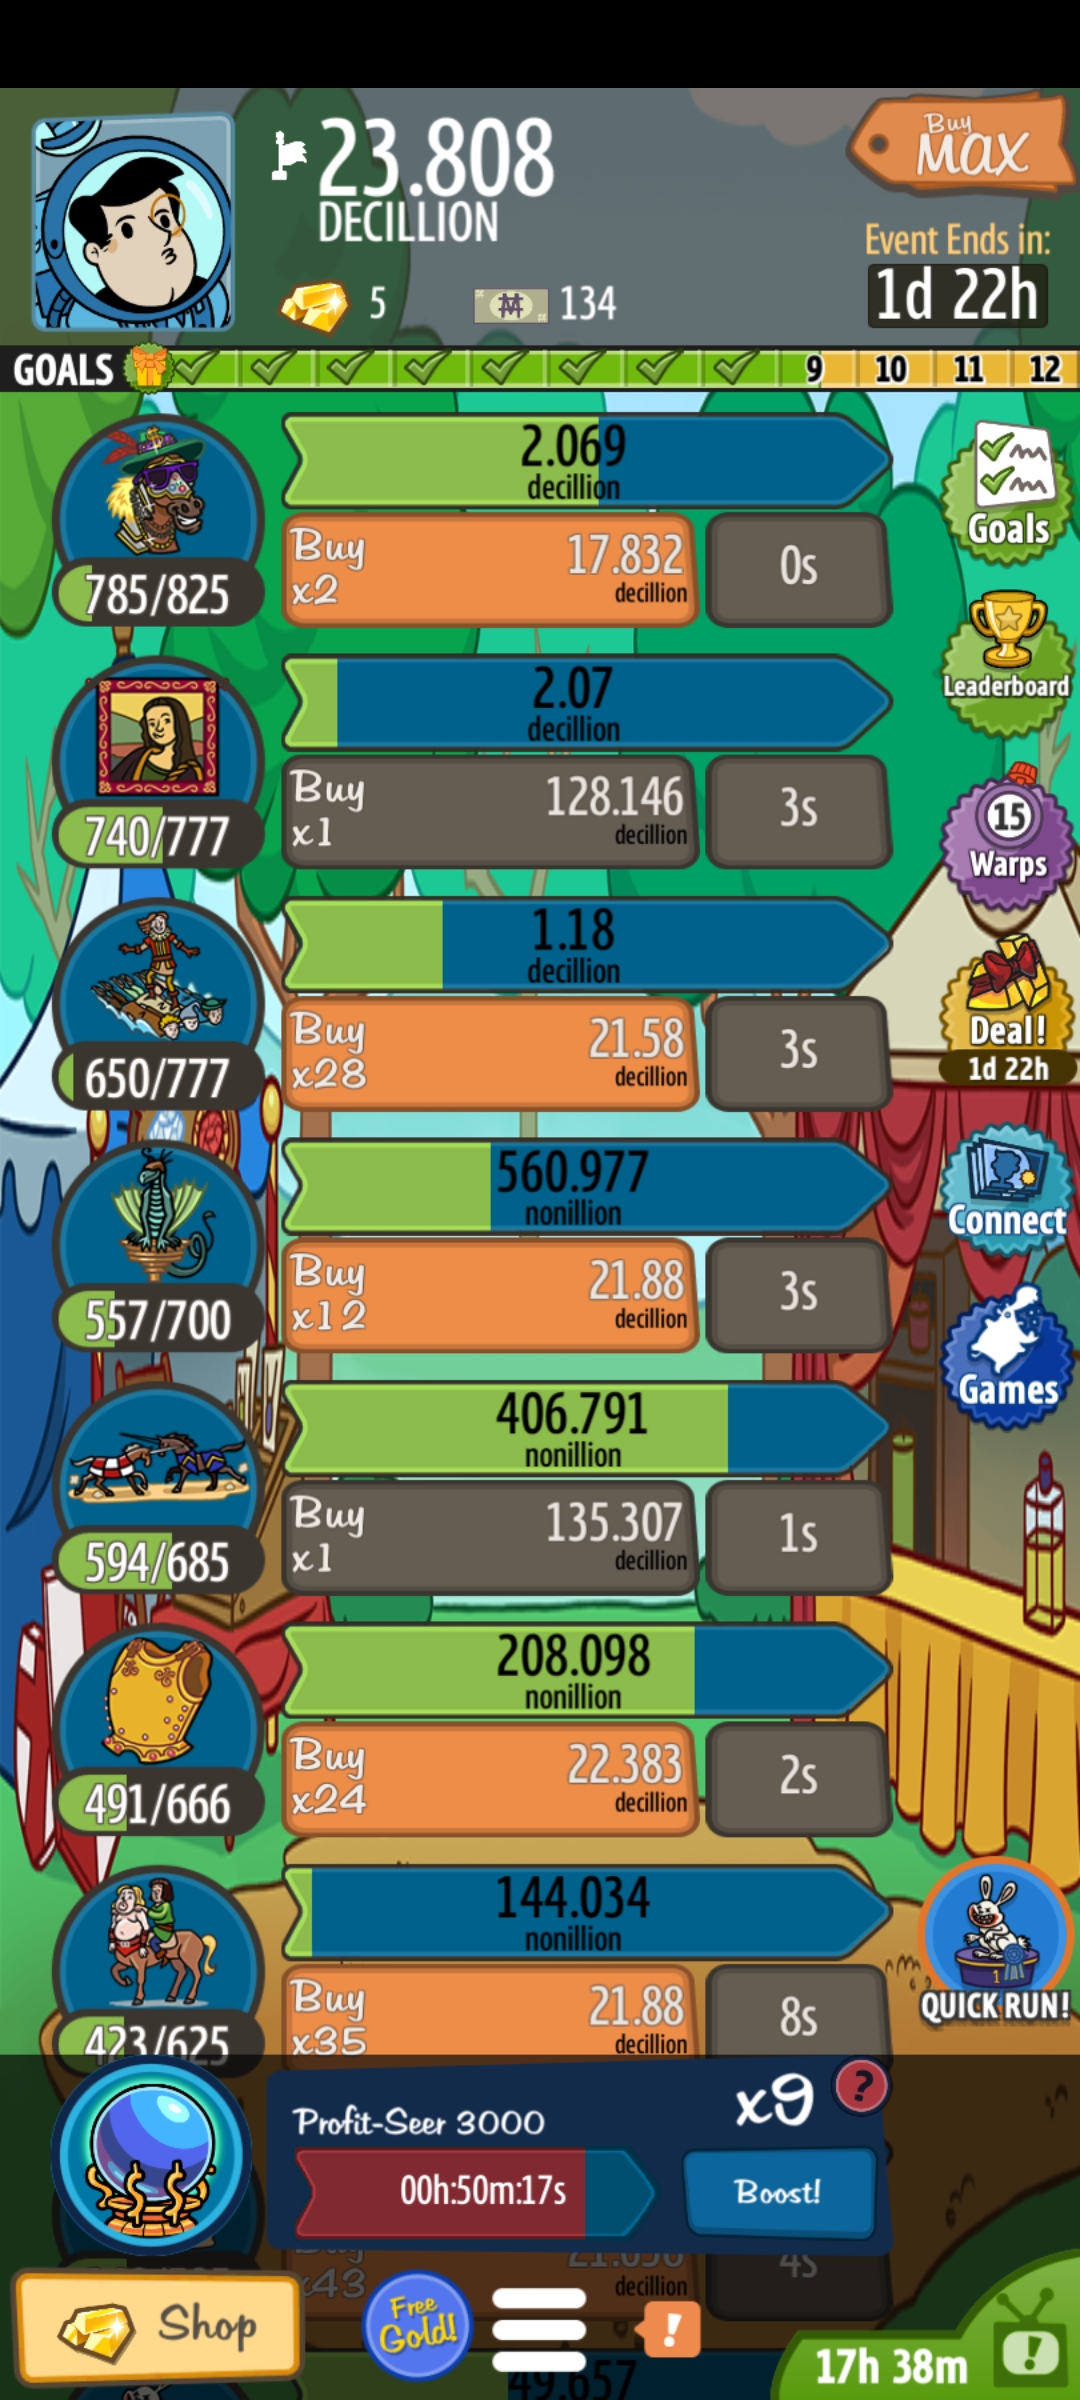 23.808
DECILLION
Buy
MAX
5
134
Event Ends in:
1d 22h
GOALS
9
10
11
12
2.069
decillion
785/825
Buy
x2
17.832
decillion
0s
Goals
2.07
decillion
740/777
Buy
x1
128.146
decillion
3s
Leaderboard
15
Warps
1.18
decillion
650/777
Buy
x28
21.58
decillion
3s
Deal!
1d 22h
560.977
nonillion
557/700
Buy
x12
21.88
decillion
3s
Connect
Games
406.791
nonillion
594/685
Buy
x1
135.307
decillion
1s
208.098
nonillion
491/666
Buy
x24
22.383
decillion
2s
144.034
nonillion
423/625
Buy
x35
21.88
decillion
8s
1
QUICK RUN!
Profit-Seer 3000
x9
?
00h:50m:17s
Boost!
x43
decillion
4s
Shop
Free
Gold!
!
49.657
17h 38m
!